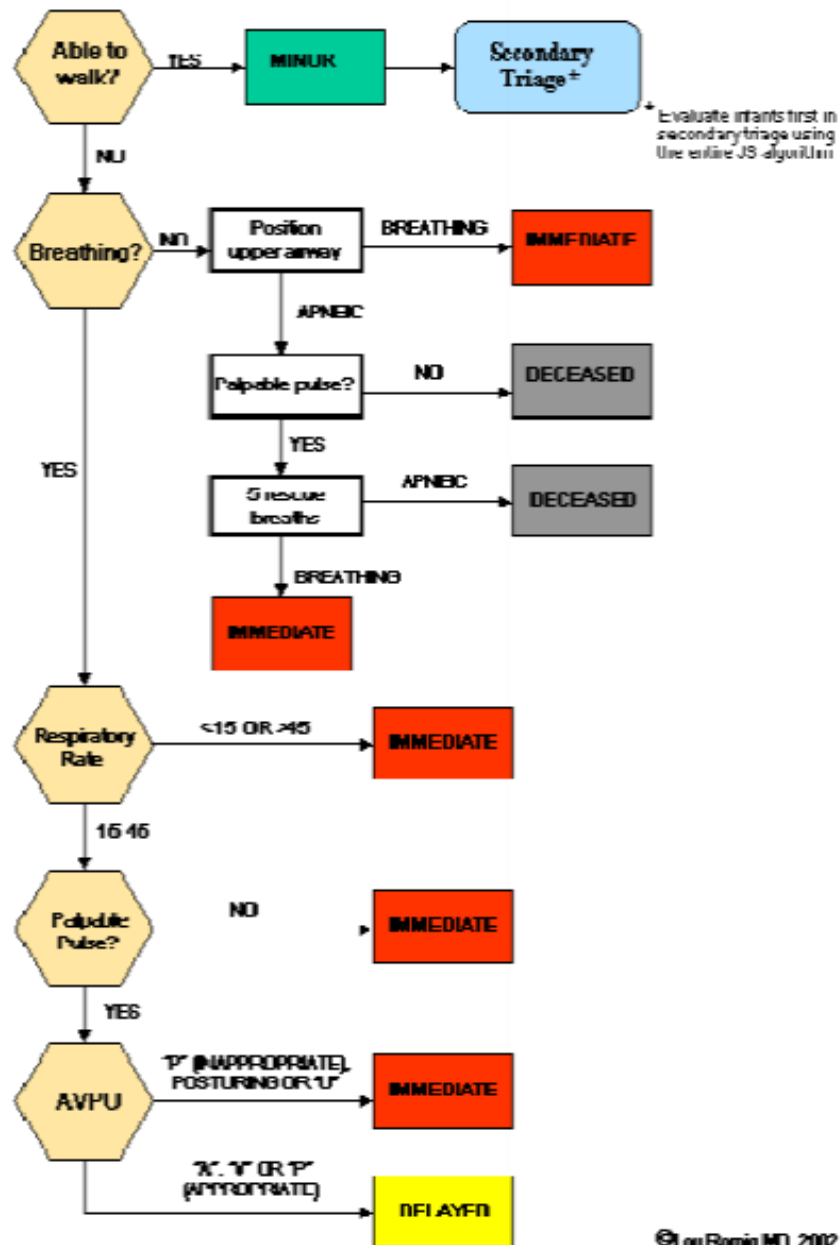 Able to
walk?
YES
MINOR
Secondary
Triage*
* Evaluate infants first in
secondary triage using
the entire JS algorithm
NO
Breathing?
NO
Position
upper airway
BREATHING
IMMEDIATE
APNEIC
Palpable pulse?
NO
DECEASED
YES
5 rescue
breaths
APNEIC
DECEASED
YES
BREATHING
IMMEDIATE
Respiratory
Rate
<15 OR >45
IMMEDIATE
15-45
Palpable
Pulse?
NO
IMMEDIATE
YES
AVPU
"P" (INAPPROPRIATE),
POSTURING OR "U"
IMMEDIATE
"A", "V" OR "P"
(APPROPRIATE)
DELAYED
©Lou Romig MD, 2002